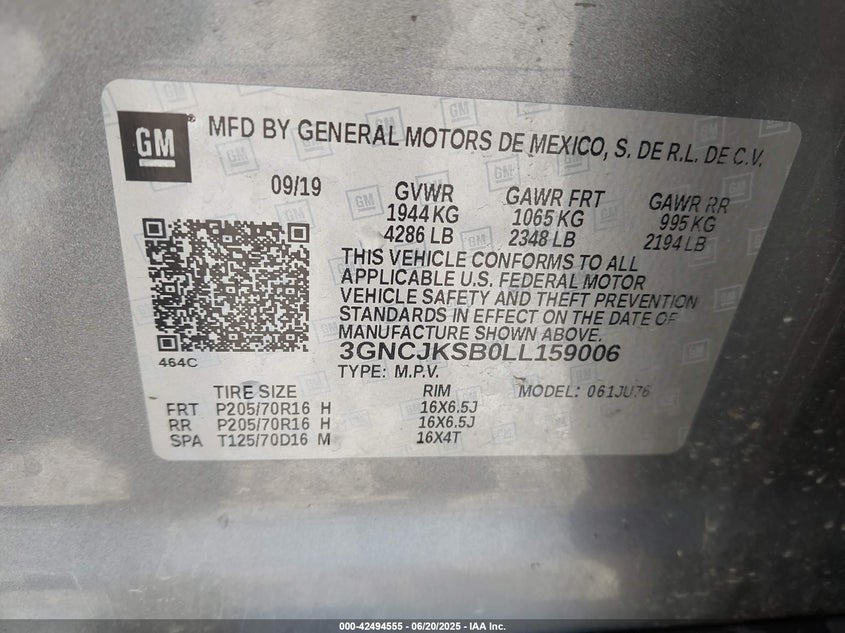 GM
MFD BY GENERAL MOTORS DE MEXICO, S. DE R.L. DE C.V.
09/19
GVWR GAWR FRT GAWR RR
1944 KG 1065 KG 995 KG
4286 LB 2348 LB 2194 LB
THIS VEHICLE CONFORMS TO ALL
APPLICABLE U.S. FEDERAL MOTOR
VEHICLE SAFETY AND THEFT PREVENTION
STANDARDS IN EFFECT ON THE DATE OF
MANUFACTURE SHOWN ABOVE.
464C
3GNCJKSB0LL159006
TYPE: M.P.V.
TIRE SIZE RIM MODEL: 061JU76
FRT P205/70R16 H 16X6.5J
RR P205/70R16 H 16X6.5J
SPA T125/70D16 M 16X4T
000-42494555 - 06/20/2025 - IAA Inc.